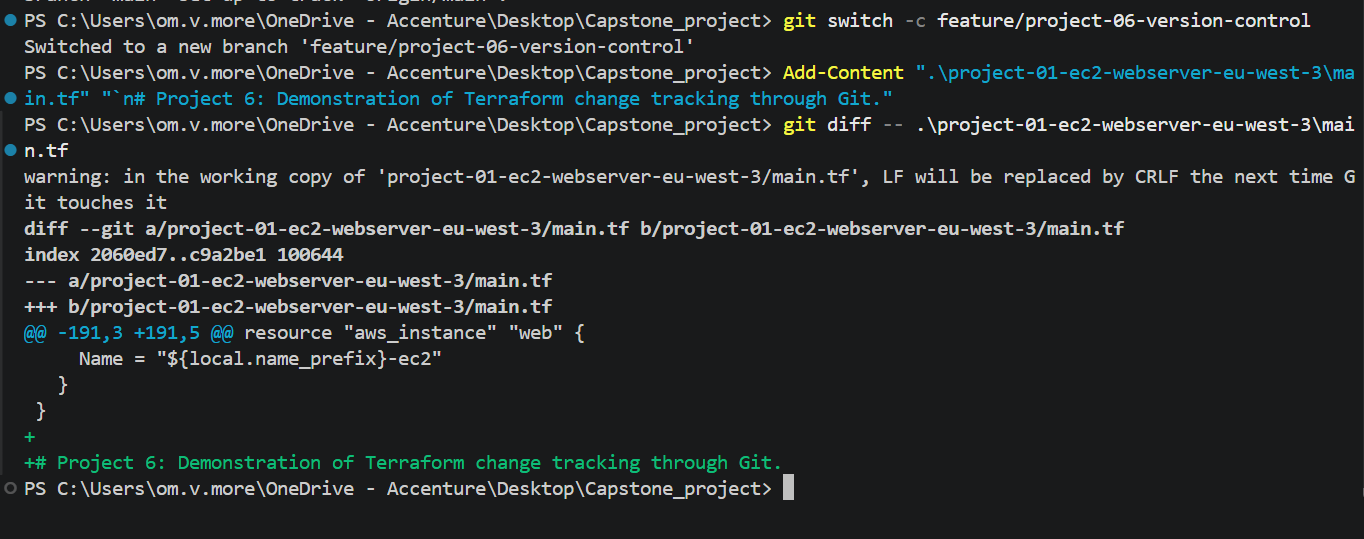 PS C:\Users\om.v.more\OneDrive - Accenture\Desktop\Capstone_project> git switch -c feature/project-06-version-control
Switched to a new branch 'feature/project-06-version-control'
PS C:\Users\om.v.more\OneDrive - Accenture\Desktop\Capstone_project> Add-Content ".\project-01-ec2-webserver-eu-west-3\ma
in.tf" "`n# Project 6: Demonstration of Terraform change tracking through Git."
PS C:\Users\om.v.more\OneDrive - Accenture\Desktop\Capstone_project> git diff -- .\project-01-ec2-webserver-eu-west-3\mai
n.tf
warning: in the working copy of 'project-01-ec2-webserver-eu-west-3/main.tf', LF will be replaced by CRLF the next time G
it touches it
diff --git a/project-01-ec2-webserver-eu-west-3/main.tf b/project-01-ec2-webserver-eu-west-3/main.tf
index 2060ed7..c9a2be1 100644
--- a/project-01-ec2-webserver-eu-west-3/main.tf
+++ b/project-01-ec2-webserver-eu-west-3/main.tf
@@ -191,3 +191,5 @@ resource "aws_instance" "web" {
     Name = "${local.name_prefix}-ec2"
   }
 }
+
+# Project 6: Demonstration of Terraform change tracking through Git.
PS C:\Users\om.v.more\OneDrive - Accenture\Desktop\Capstone_project>